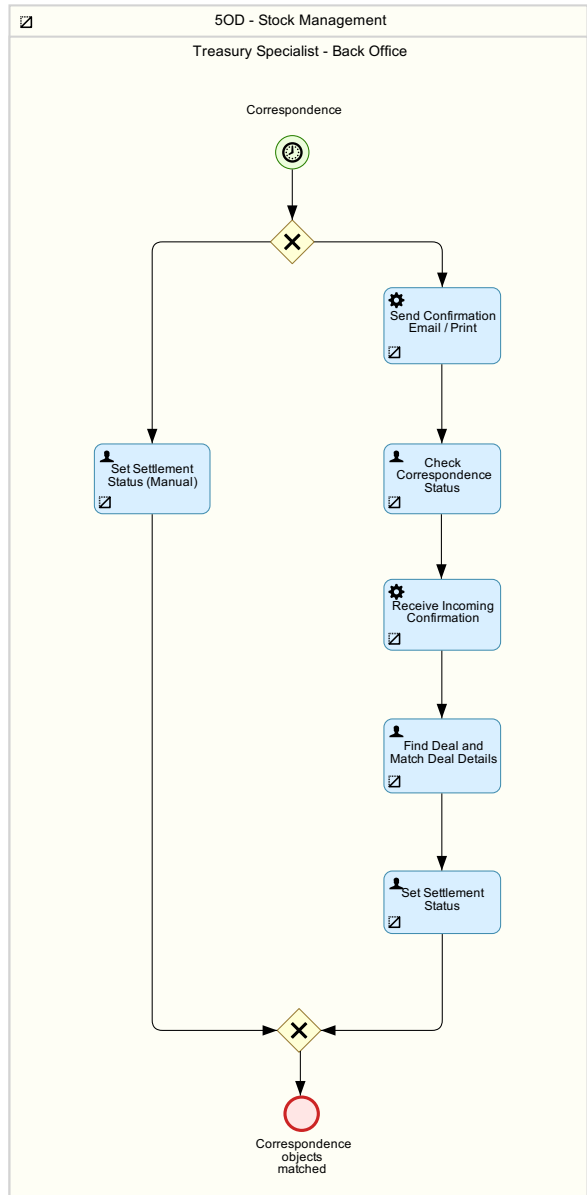 5OD - Stock Management
Treasury Specialist - Back Office
Correspondence
Send Confirmation
Email / Print
Set Settlement
Status (Manual)
Check
Correspondence
Status
Receive Incoming
Confirmation
Find Deal and
Match Deal Details
Set Settlement
Status
Correspondence
objects
matched